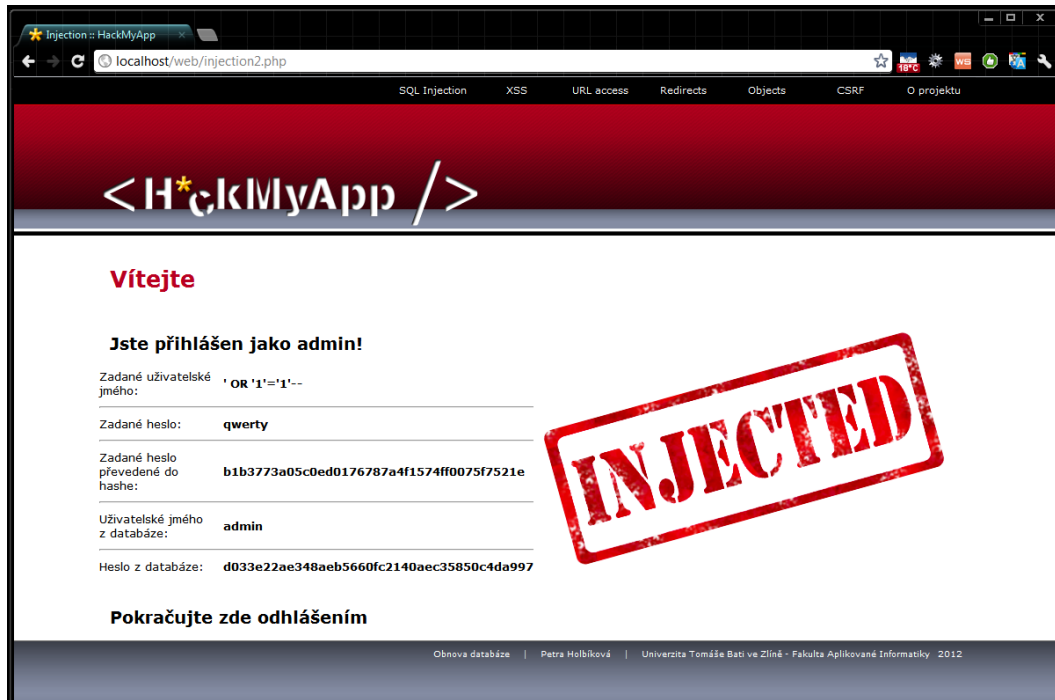 Injection :: HackMyApp
localhost/web/injection2.php
18°C
WS
SQL Injection XSS URL access Redirects Objects CSRF O projektu
<H*ckMyApp />
Vítejte
Jste přihlášen jako admin!
Zadané uživatelské
jmého:
' OR '1'='1'--
Zadané heslo: qwerty
Zadané heslo
převedené do
hashe:
b1b3773a05c0ed0176787a4f1574ff0075f7521e
Uživatelské jmého
z databáze:
admin
Heslo z databáze: d033e22ae348aeb5660fc2140aec35850c4da997
INJECTED
Pokračujte zde odhlášením
Obnova databáze | Petra Holbíková | Univerzita Tomáše Bati ve Zlíně - Fakulta Aplikované Informatiky 2012